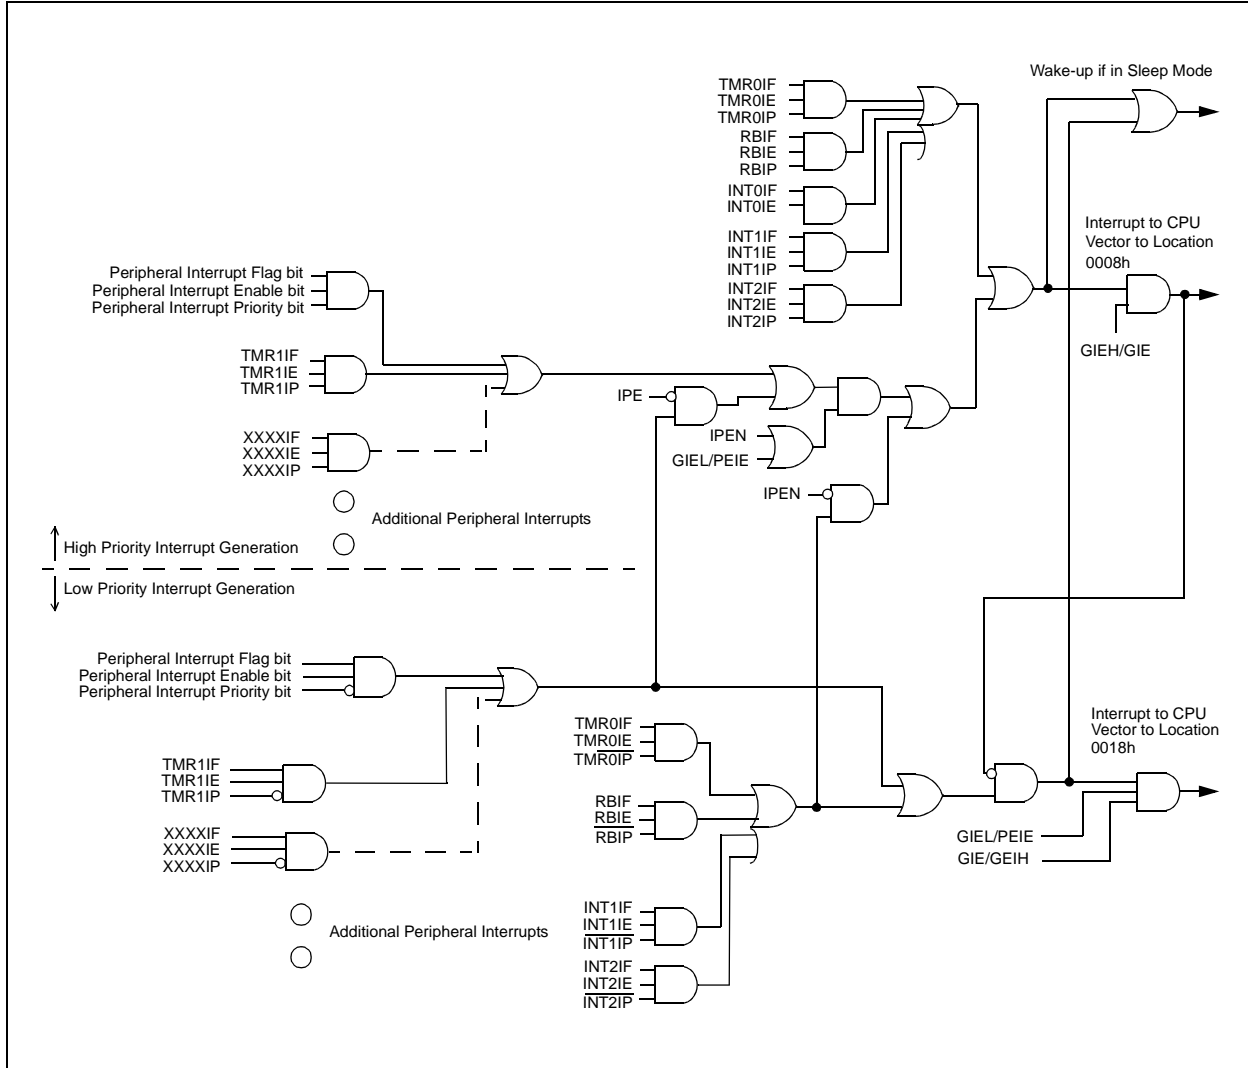 Wake-up if in Sleep Mode
TMR0IF
TMR0IE
TMR0IP
RBIF
RBIE
RBIP
INT0IF
INT0IE
INT1IF
INT1IE
INT1IP
INT2IF
INT2IE
INT2IP
Interrupt to CPU
Vector to Location
0008h
GIEH/GIE
Peripheral Interrupt Flag bit
Peripheral Interrupt Enable bit
Peripheral Interrupt Priority bit
TMR1IF
TMR1IE
TMR1IP
XXXXIF
XXXXIE
XXXXIP
IPE
IPEN
GIEL/PEIE
IPEN
Additional Peripheral Interrupts
High Priority Interrupt Generation
Low Priority Interrupt Generation
Peripheral Interrupt Flag bit
Peripheral Interrupt Enable bit
Peripheral Interrupt Priority bit
TMR1IF
TMR1IE
TMR1IP
XXXXIF
XXXXIE
XXXXIP
Additional Peripheral Interrupts
TMR0IF
TMR0IE
TMR0IP
RBIF
RBIE
RBIP
INT1IF
INT1IE
INT1IP
INT2IF
INT2IE
INT2IP
Interrupt to CPU
Vector to Location
0018h
GIEL/PEIE
GIE/GEIH